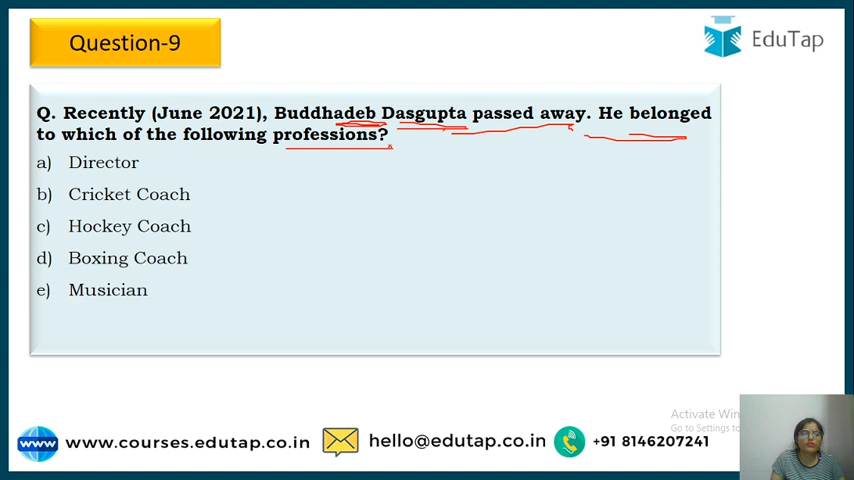 Question-9
EduTap
Q. Recently (June 2021), Buddhadeb Dasgupta passed away. He belonged
to which of the following professions?
a) Director
b) Cricket Coach
c) Hockey Coach
d) Boxing Coach
e) Musician
Activate Win
Go to Settings to
www
www.courses.edutap.co.in
hello@edutap.co.in
+91 8146207241